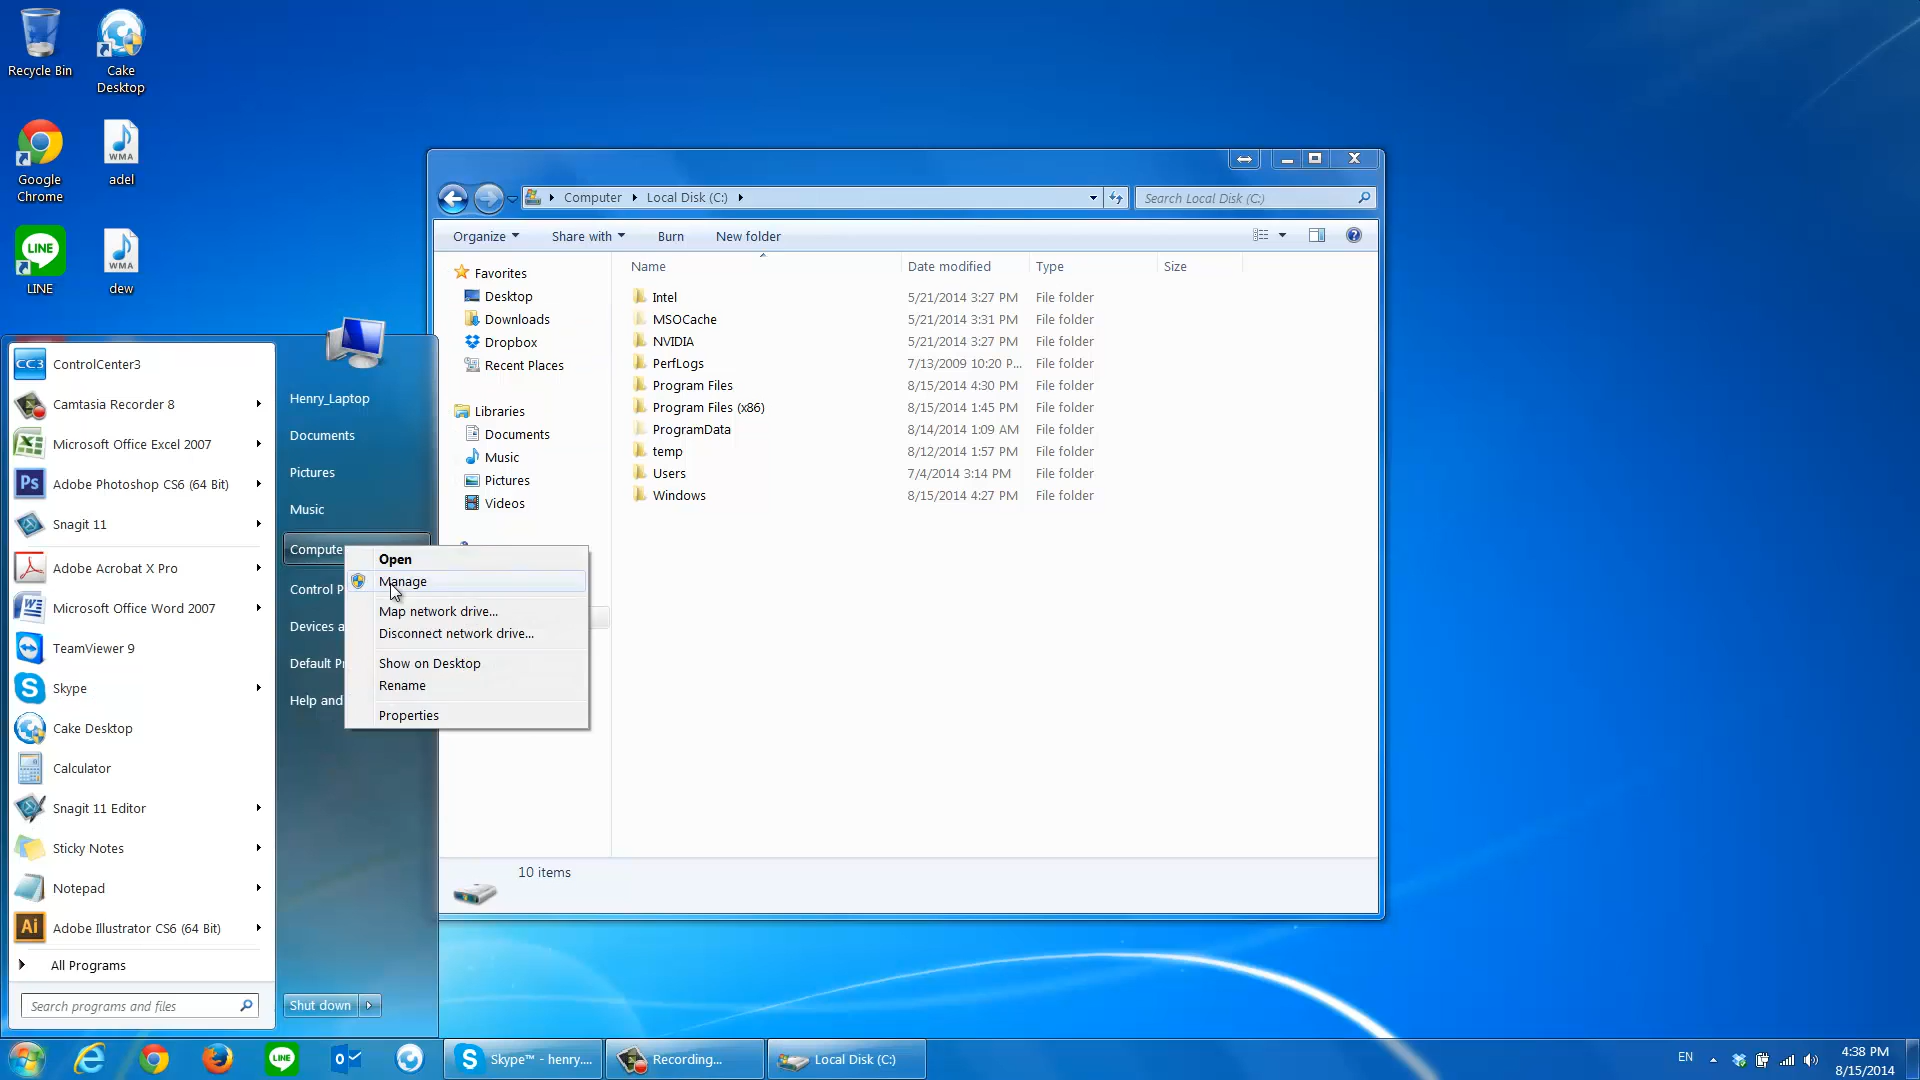 Recycle Bin
Cake
Desktop
Google
Chrome
WMA
adel
LINE
LINE
WMA
dew
Computer
Local Disk (C:)
Search Local Disk (C:)
Organize
Share with
Burn
New folder
Name
Date modified
Type
Size
Favorites
Desktop
Downloads
Dropbox
Recent Places
Libraries
Documents
Music
Pictures
Videos
Intel 5/21/2014 3:27 PM File folder
MSOCache 5/21/2014 3:31 PM File folder
NVIDIA 5/21/2014 3:27 PM File folder
PerfLogs 7/13/2009 10:20 P... File folder
Program Files 8/15/2014 4:30 PM File folder
Program Files (x86) 8/15/2014 1:45 PM File folder
ProgramData 8/14/2014 1:09 AM File folder
temp 8/12/2014 1:57 PM File folder
Users 7/4/2014 3:14 PM File folder
Windows 8/15/2014 4:27 PM File folder
10 items
CC3 ControlCenter3
Camtasia Recorder 8
Microsoft Office Excel 2007
Ps Adobe Photoshop CS6 (64 Bit)
Snagit 11
Adobe Acrobat X Pro
Microsoft Office Word 2007
TeamViewer 9
Skype
Cake Desktop
Calculator
Snagit 11 Editor
Sticky Notes
Notepad
Ai Adobe Illustrator CS6 (64 Bit)
All Programs
Search programs and files
Henry_Laptop
Documents
Pictures
Music
Compute
Control P
Devices a
Default Pr
Help and
Shut down
Open
Manage
Map network drive...
Disconnect network drive...
Show on Desktop
Rename
Properties
LINE
Skype™ - henry....
Recording...
Local Disk (C:)
EN
4:38 PM
8/15/2014